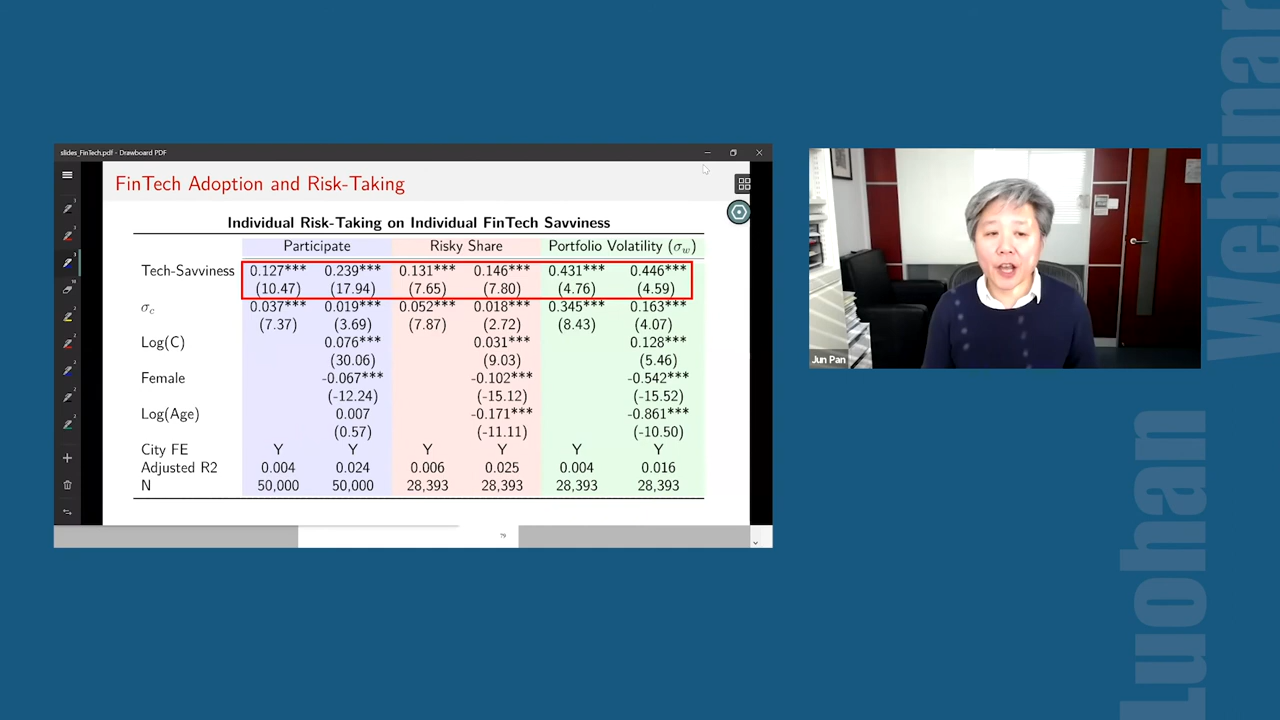 slides_FinTech.pdf - Drawboard PDF
FinTech Adoption and Risk-Taking
Individual Risk-Taking on Individual FinTech Savviness
Participate Risky Share Portfolio Volatility (σw)
Tech-Savviness 0.127*** 0.239*** 0.131*** 0.146*** 0.431*** 0.446***
(10.47) (17.94) (7.65) (7.80) (4.76) (4.59)
σc 0.037*** 0.019*** 0.052*** 0.018*** 0.345*** 0.163***
(7.37) (3.69) (7.87) (2.72) (8.43) (4.07)
Log(C) 0.076*** 0.031*** 0.128***
(30.06) (9.03) (5.46)
Female -0.067*** -0.102*** -0.542***
(-12.24) (-15.12) (-15.52)
Log(Age) 0.007 -0.171*** -0.861***
(0.57) (-11.11) (-10.50)
City FE Y Y Y Y Y Y
Adjusted R2 0.004 0.024 0.006 0.025 0.004 0.016
N 50,000 50,000 28,393 28,393 28,393 28,393
79
Jun Pan
Luohan Webinar